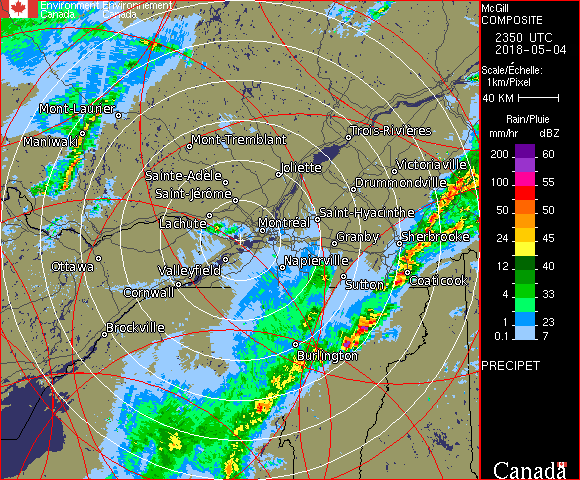 Environment Environnement
Canada Canada
McGill
COMPOSITE
2350 UTC
2018-05-04
Scale/Échelle:
1km/Pixel
40 KM
Rain/Pluie
mm/hr dBZ
200 60
100 55
50 50
24 45
12 40
4 33
1 23
0.1 7
PRECIPET
Canada
Mont-Laurier
Maniwaki
Mont-Tremblant
Trois-Rivières
Sainte-Adèle
Joliette
Victoriaville
Saint-Jérôme
Drummondville
Lachute
Montréal
Saint-Hyacinthe
Granby
Sherbrooke
Ottawa
Valleyfield
Napierville
Cornwall
Sutton
Coaticook
Brockville
Burlington